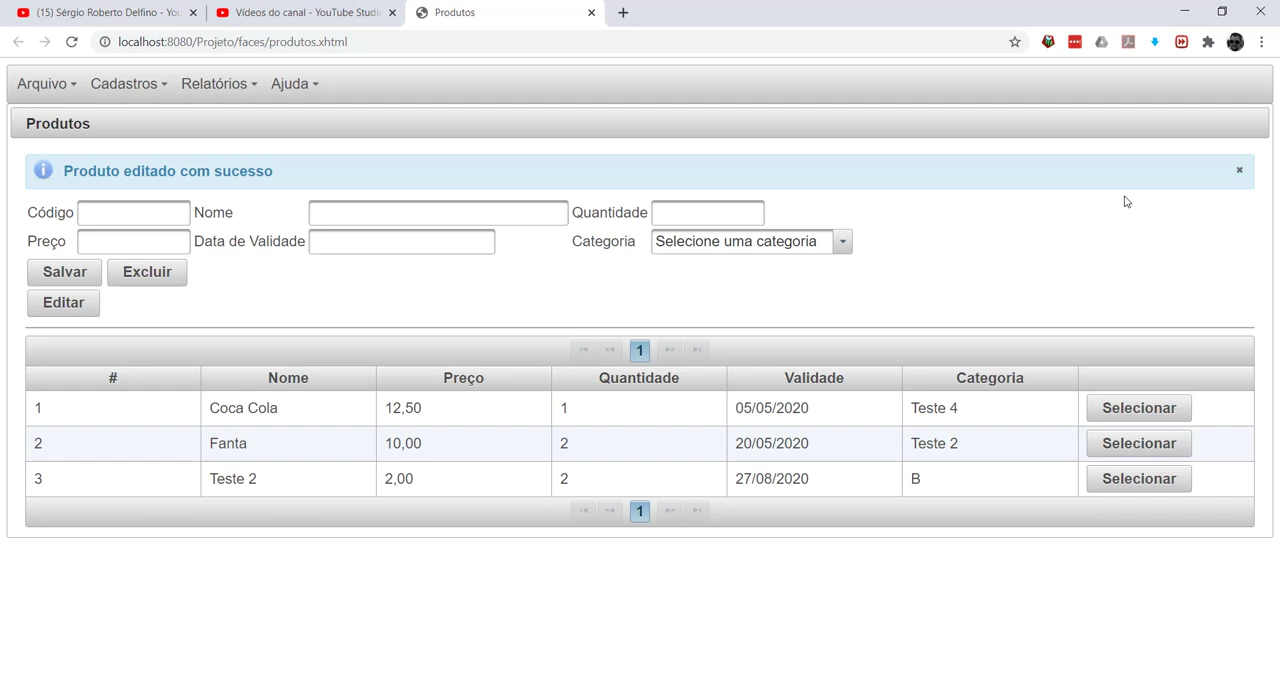 (15) Sérgio Roberto Delfino - You
Vídeos do canal - YouTube Studio
Produtos
localhost:8080/Projeto/faces/produtos.xhtml
Arquivo Cadastros Relatórios Ajuda
Produtos
Produto editado com sucesso
Código Nome Quantidade
Preço Data de Validade Categoria Selecione uma categoria
Salvar Excluir
Editar
1
# Nome Preço Quantidade Validade Categoria
1 Coca Cola 12,50 1 05/05/2020 Teste 4 Selecionar
2 Fanta 10,00 2 20/05/2020 Teste 2 Selecionar
3 Teste 2 2,00 2 27/08/2020 B Selecionar
1